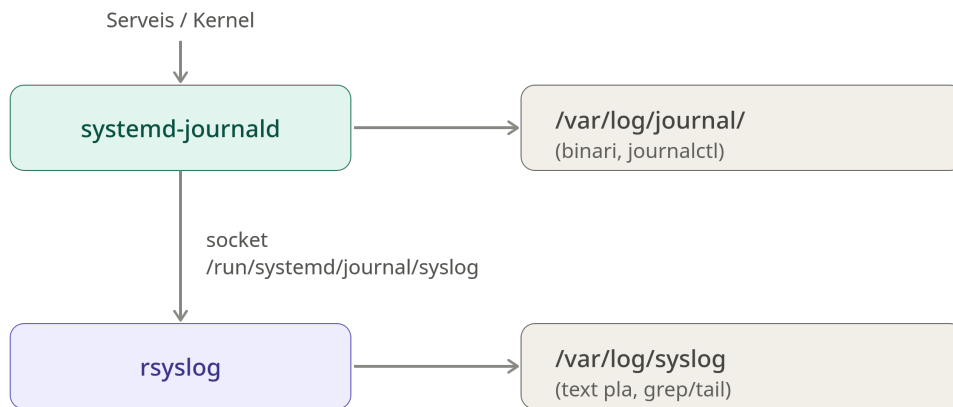 Serveis / Kernel
systemd-journald
/var/log/journal/
(binari, journalctl)
socket
/run/systemd/journal/syslog
rsyslog
/var/log/syslog
(text pla, grep/tail)